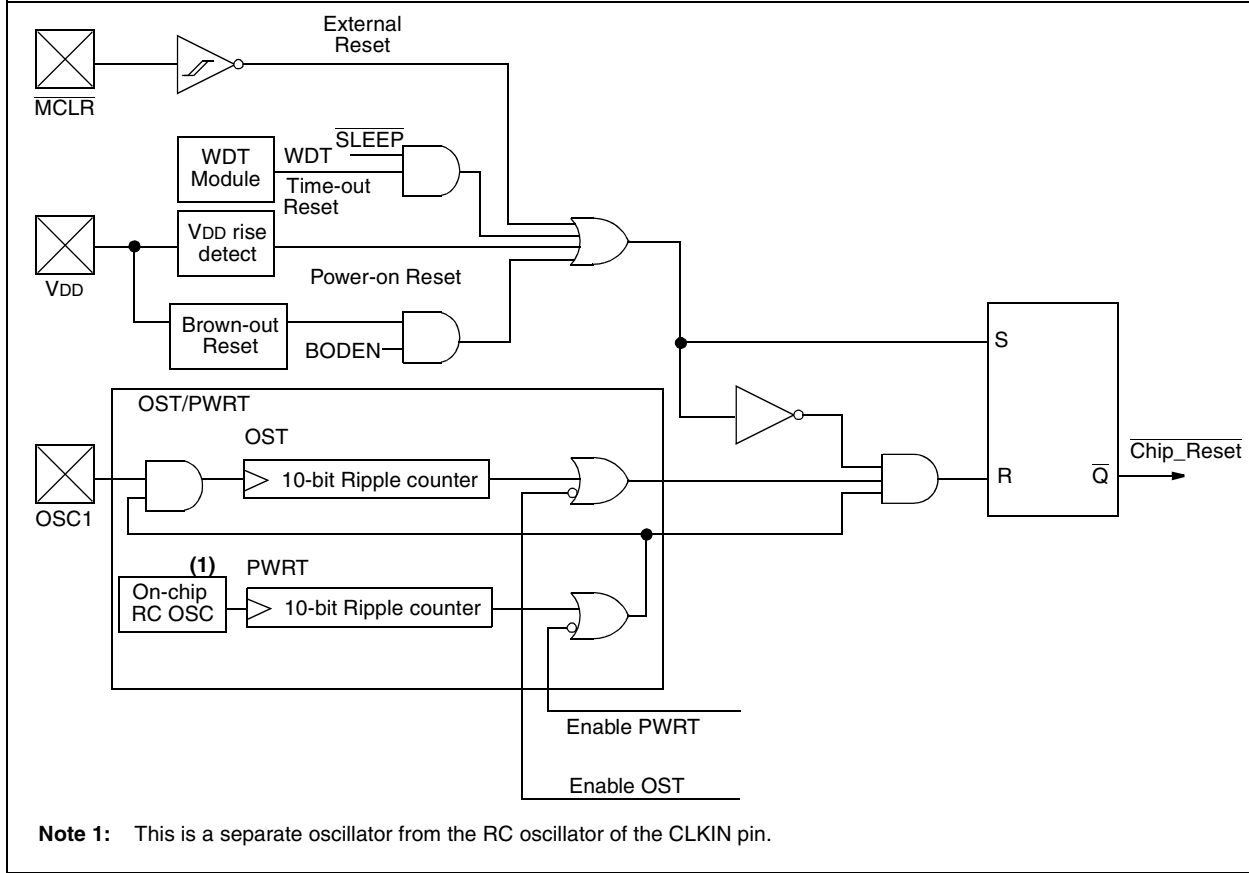 External
Reset
MCLR
WDT
Module
WDT
SLEEP
Time-out
Reset
VDD
VDD rise
detect
Power-on Reset
Brown-out
Reset
BODEN
S
R
Q
Chip_Reset
OST/PWRT
OST
10-bit Ripple counter
OSC1
(1)
On-chip
RC OSC
PWRT
10-bit Ripple counter
Enable PWRT
Enable OST
Note 1: This is a separate oscillator from the RC oscillator of the CLKIN pin.